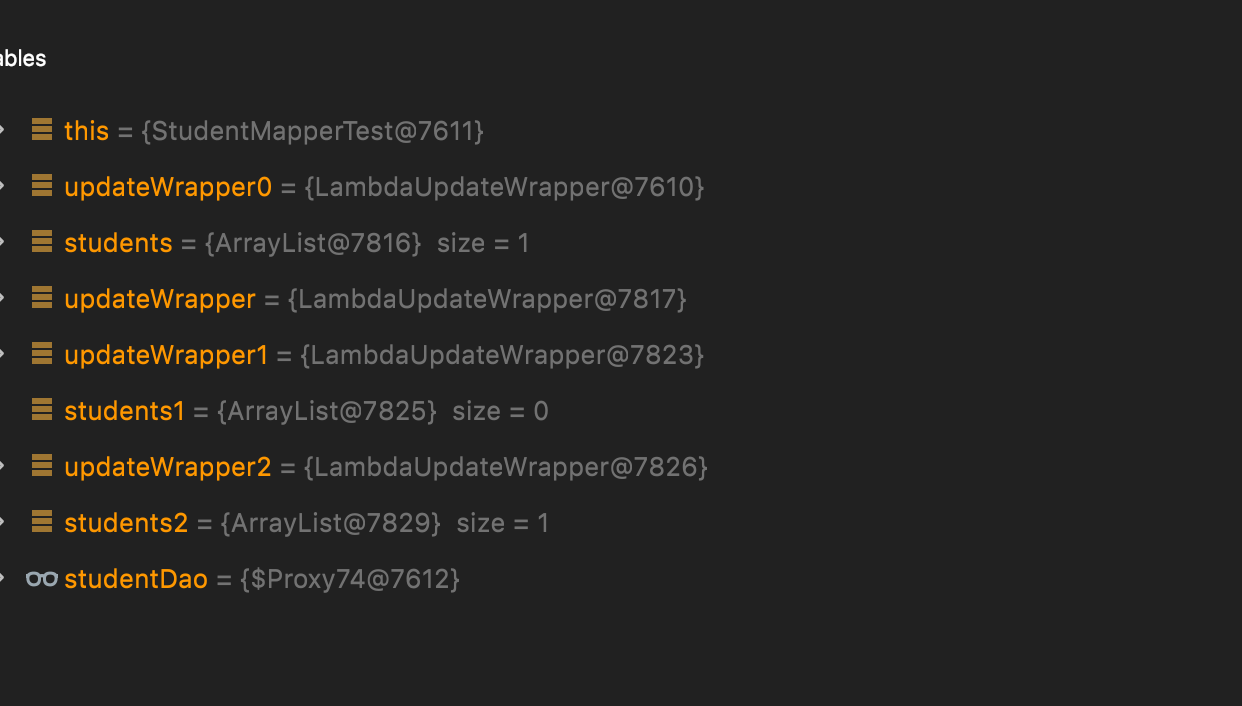 ables
this = {StudentMapperTest@7611}
updateWrapper0 = {LambdaUpdateWrapper@7610}
students = {ArrayList@7816} size = 1
updateWrapper = {LambdaUpdateWrapper@7817}
updateWrapper1 = {LambdaUpdateWrapper@7823}
students1 = {ArrayList@7825} size = 0
updateWrapper2 = {LambdaUpdateWrapper@7826}
students2 = {ArrayList@7829} size = 1
studentDao = {$Proxy74@7612}